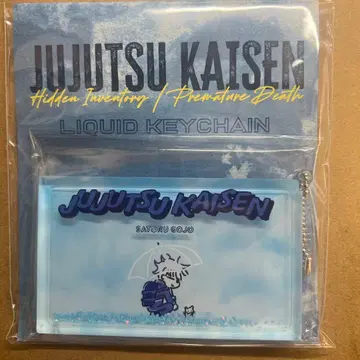 JUJUTSU KAISEN
Hidden Inventory / Premature Death
LIQUID KEYCHAIN
JUJUTSU KAISEN
SATORU GOJO